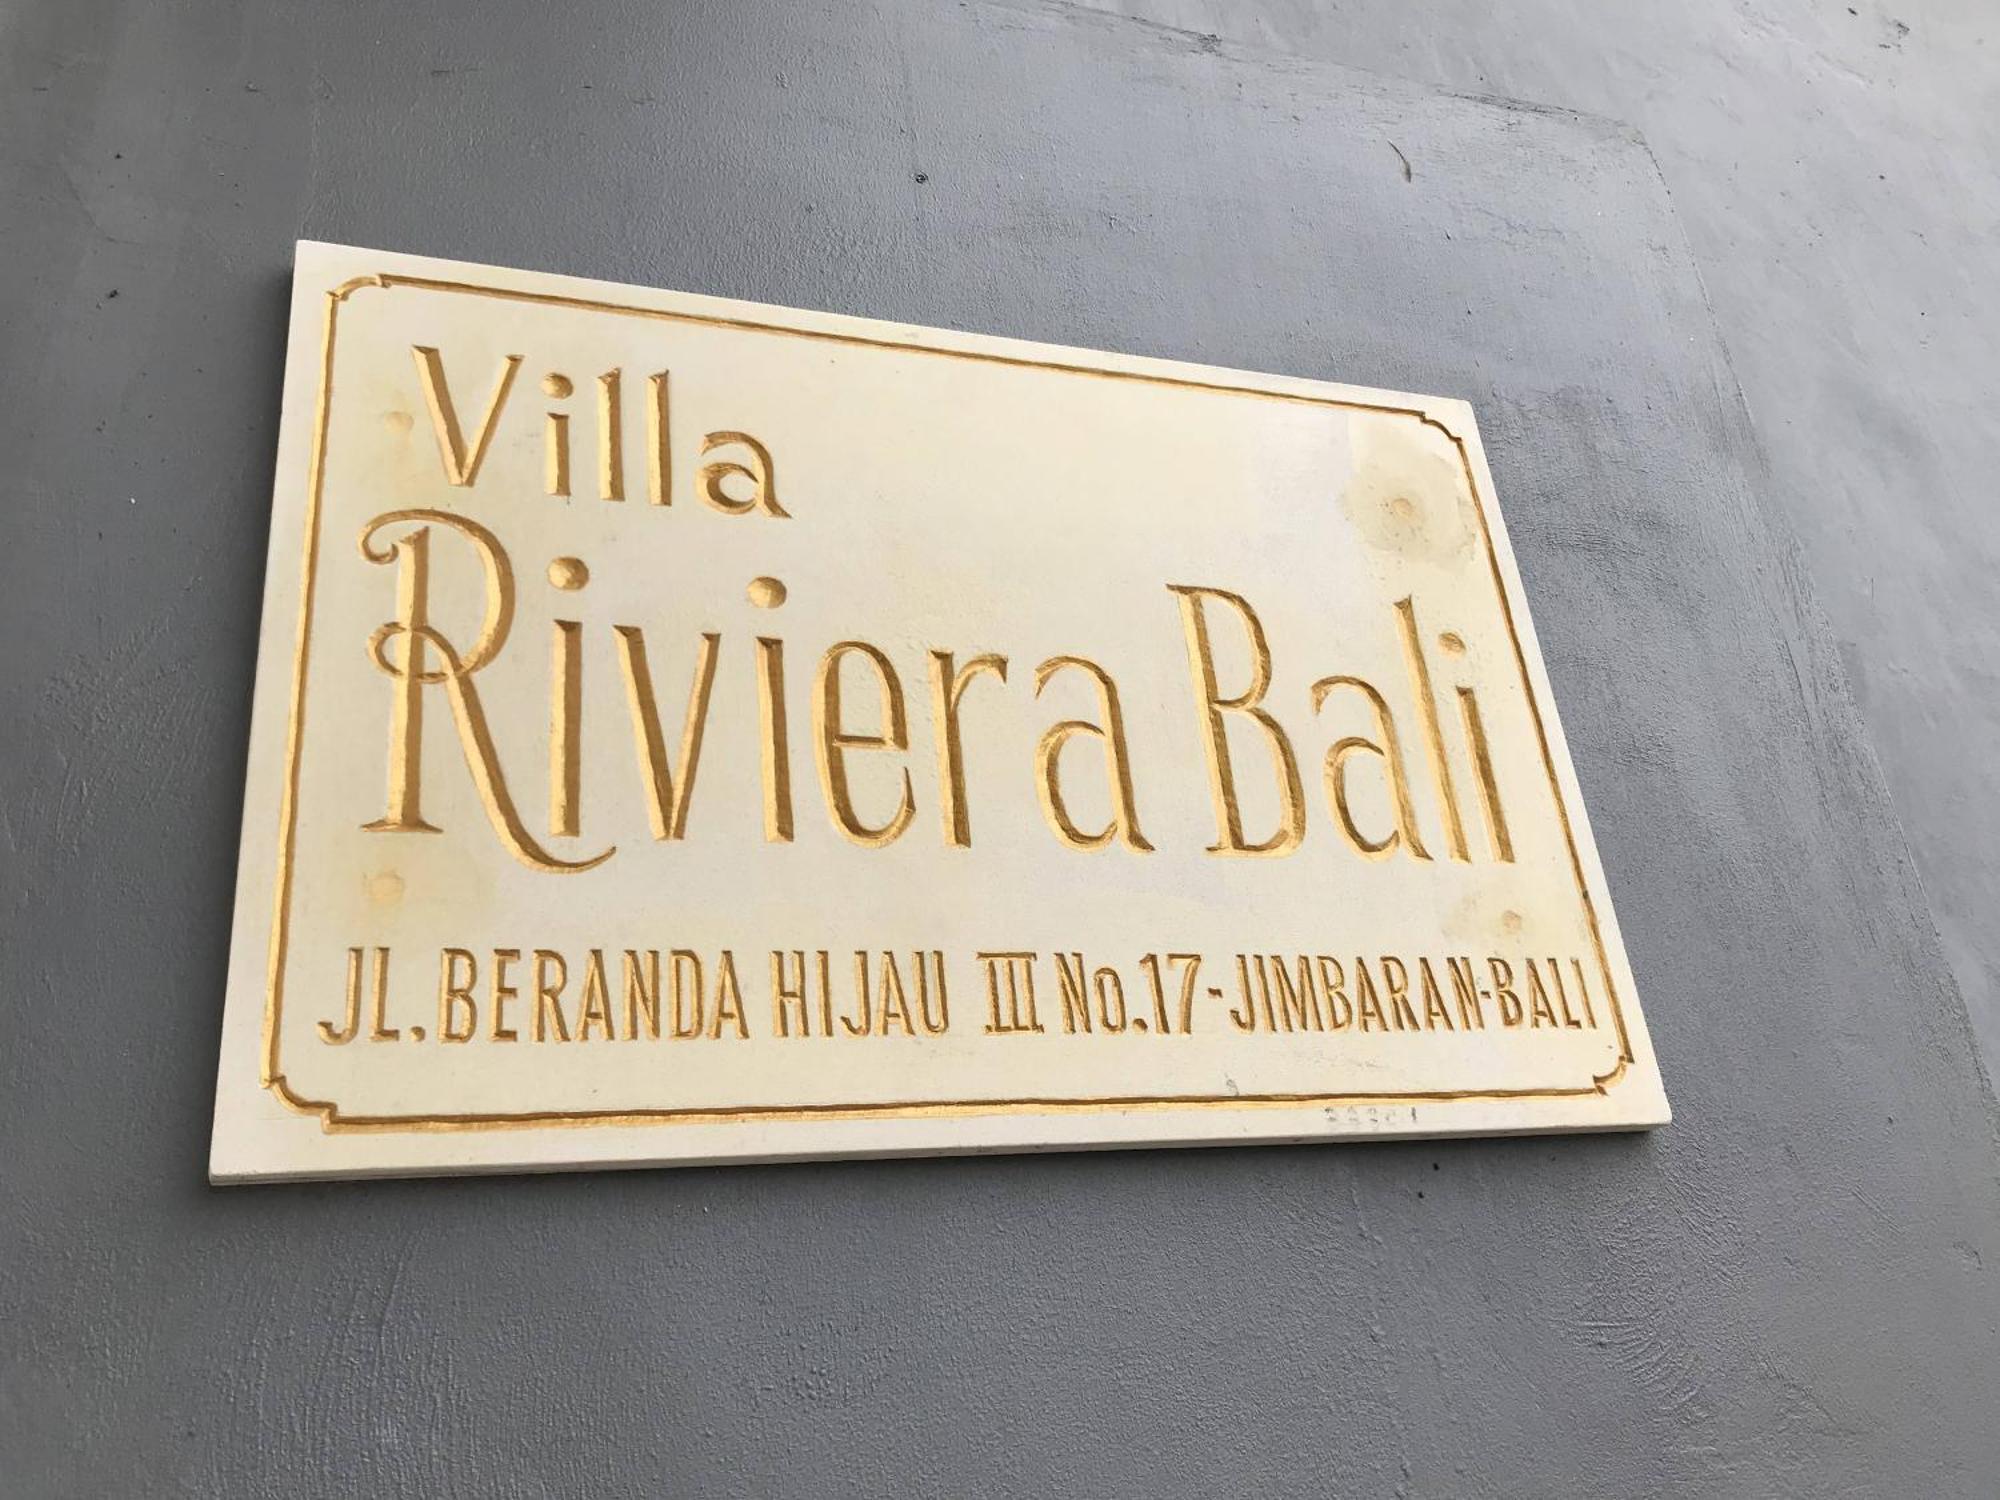 Villa
Riviera Bali
JL. BERANDA HIJAU III No. 17 - JIMBARAN - BALI